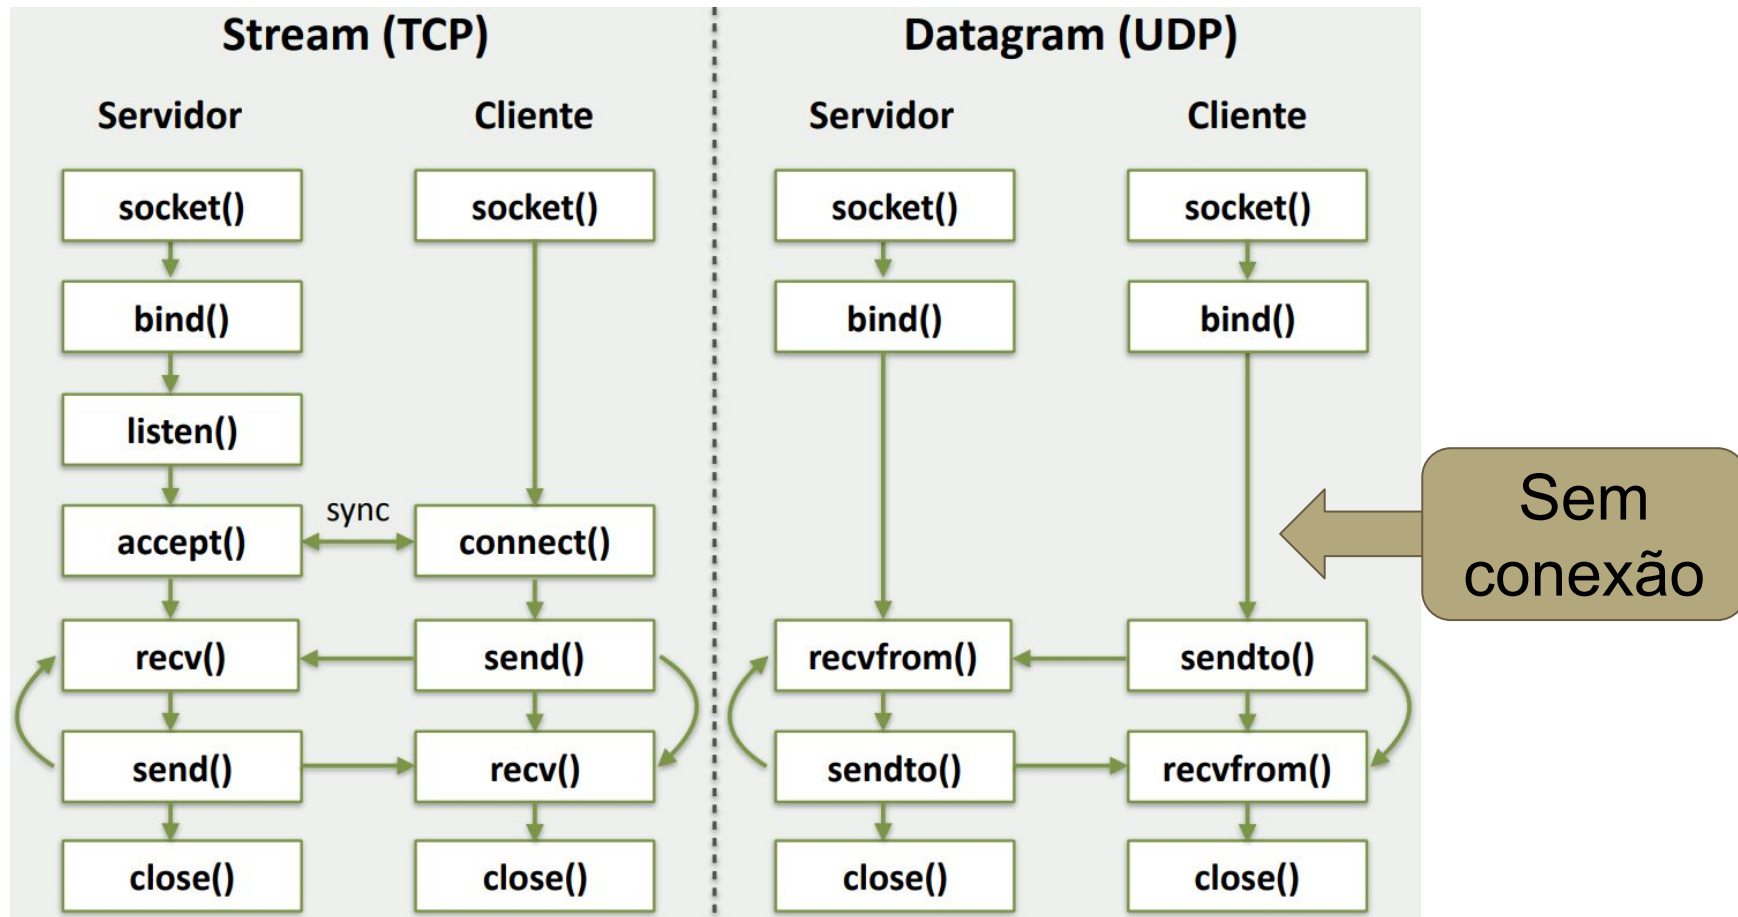 Stream (TCP)
Datagram (UDP)
Servidor
Cliente
Servidor
Cliente
socket()
socket()
socket()
socket()
bind()
bind()
bind()
listen()
sync
accept()
connect()
Sem
conexão
recv()
send()
recvfrom()
sendto()
send()
recv()
sendto()
recvfrom()
close()
close()
close()
close()